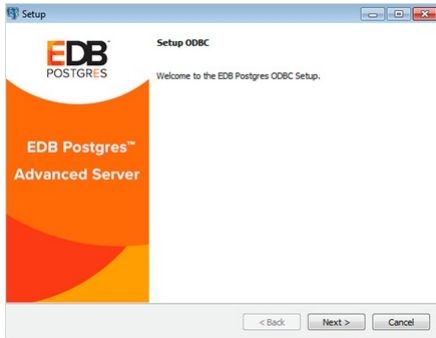 Setup
EDB
POSTGRES
Setup ODBC
Welcome to the EDB Postgres ODBC Setup.
EDB Postgres™
Advanced Server
< Back
Next >
Cancel